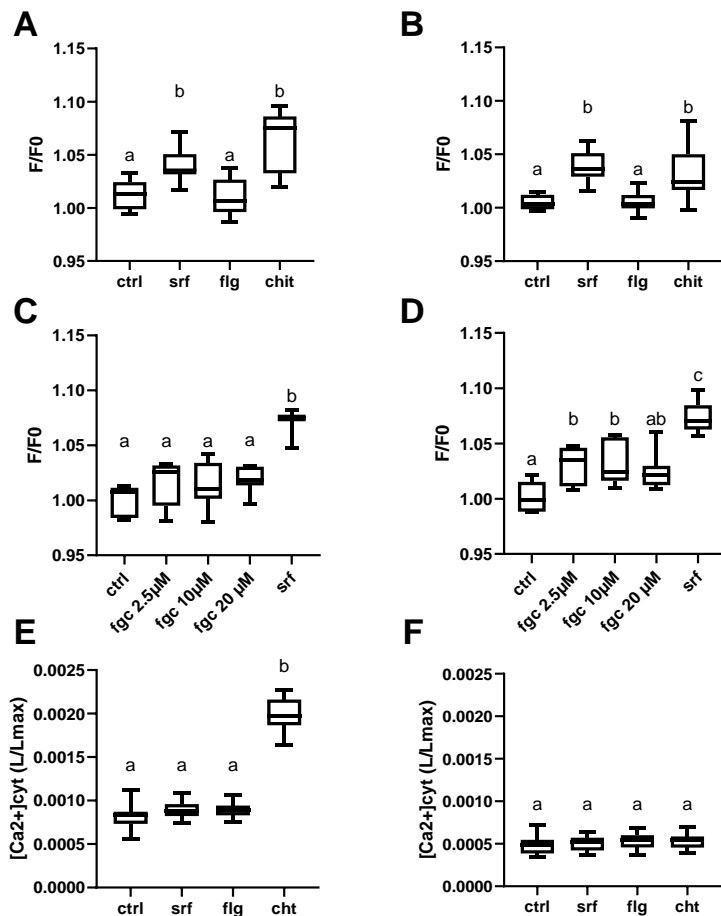 A
1.15
1.10
1.05
1.00
0.95
F/F0
a
b
a
b
ctrl
srf
flg
chit
B
1.15
1.10
1.05
1.00
0.95
F/F0
a
b
a
b
ctrl
srf
flg
chit
C
1.15
1.10
1.05
1.00
0.95
F/F0
a
a
a
a
b
ctrl
fgc 2.5μM
fgc 10μM
fgc 20 μM
srf
D
1.15
1.10
1.05
1.00
0.95
F/F0
a
b
b
ab
c
ctrl
fgc 2.5μM
fgc 10μM
fgc 20 μM
srf
E
0.0025
0.0020
0.0015
0.0010
0.0005
0.0000
[Ca2+]cyt (L/Lmax)
a
a
a
b
ctrl
srf
flg
cht
F
0.0025
0.0020
0.0015
0.0010
0.0005
0.0000
[Ca2+]cyt (L/Lmax)
a
a
a
a
ctrl
srf
flg
cht